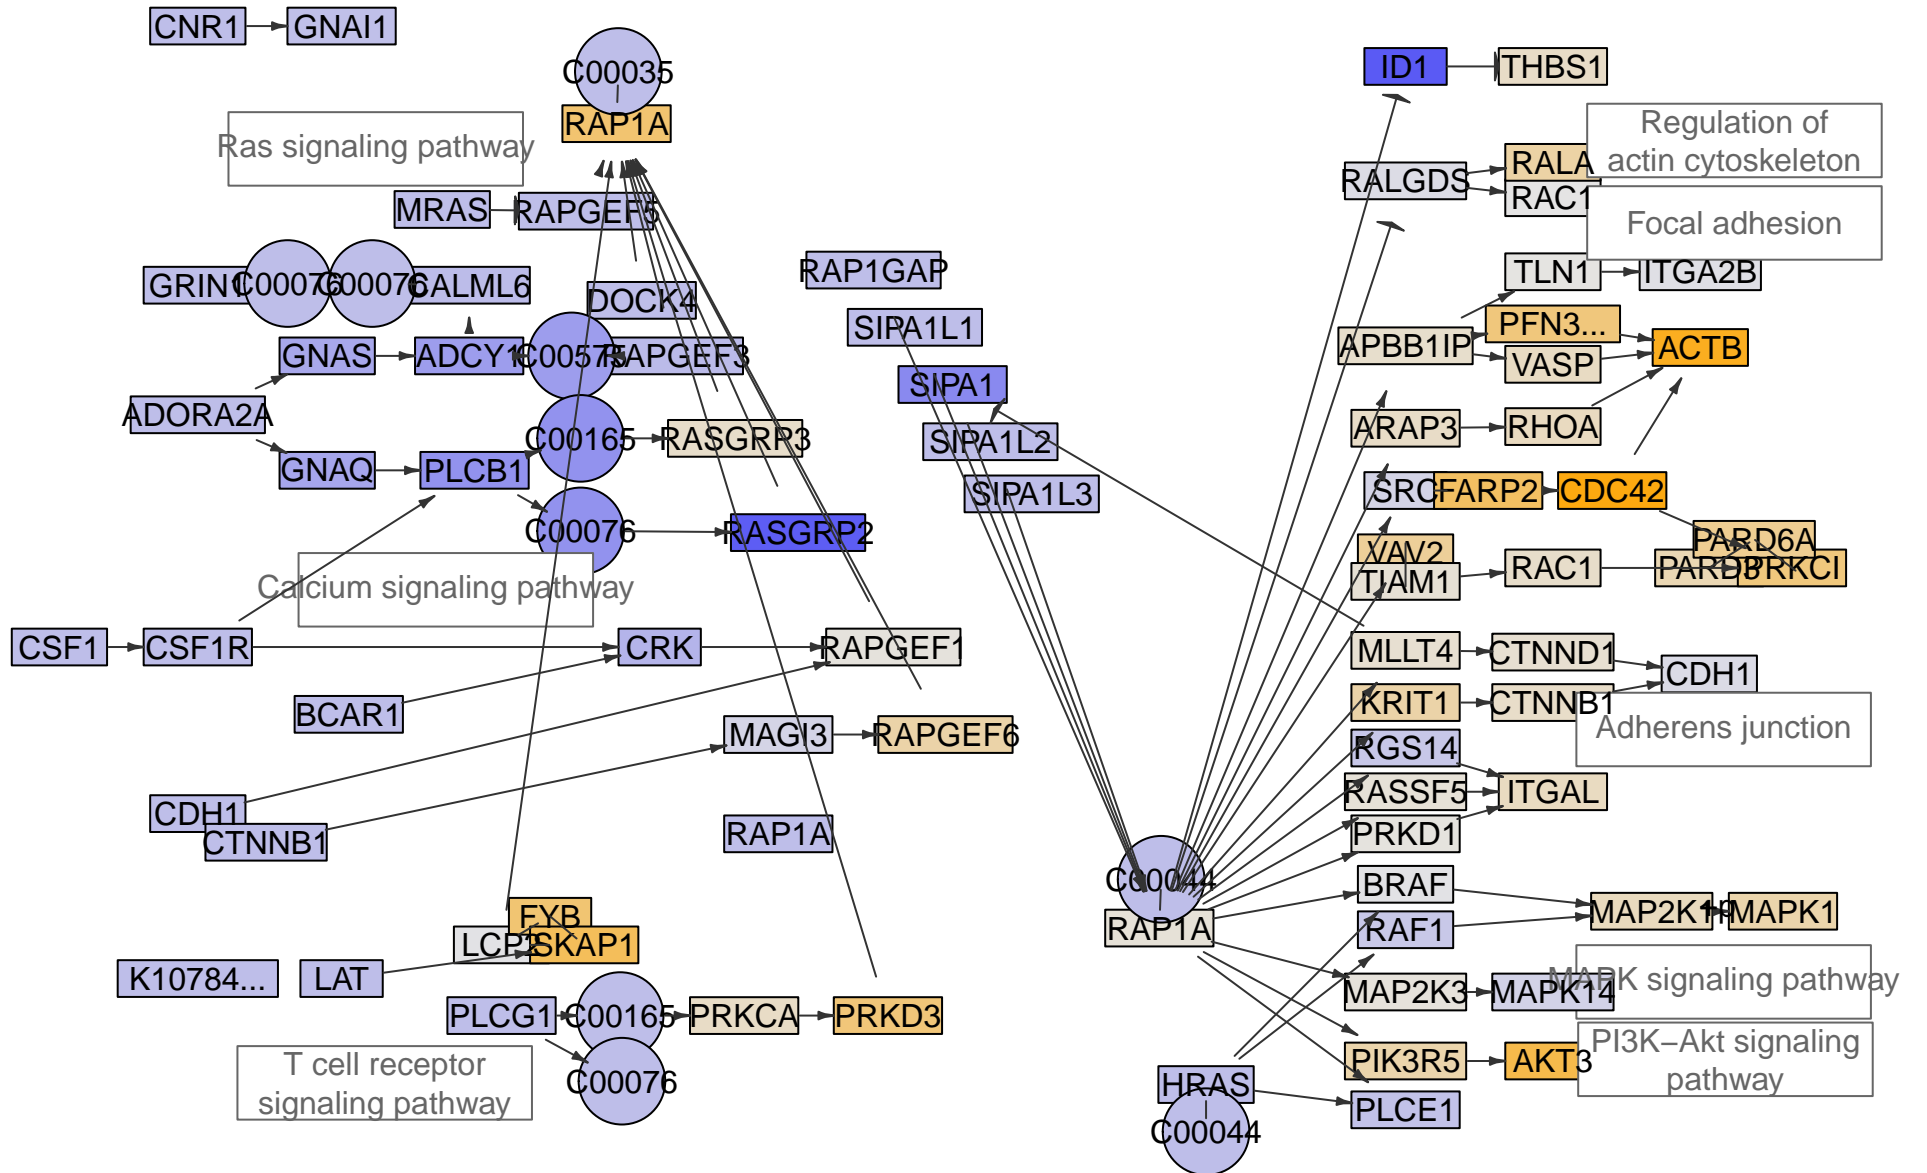 CNR1
GNAI1
C00035
RAP1A
ID1
THBS1
Ras signaling pathway
Regulation of
actin cytoskeleton
RALGDS
RALA
RAC1
MRAS
RAPGEF5
Focal adhesion
GRIN1
C00076
C00076
CALML6
RAP1GAP
TLN1
ITGA2B
DOCK4
SIPA1L1
PFN3...
GNAS
ADCY1
C00575
RAPGEF3
APBB1IP
VASP
ACTB
SIPA1
ADORA2A
C00165
RASGRP3
SIPA1L2
ARAP3
RHOA
GNAQ
PLCB1
SIPA1L3
SRC
FARP2
CDC42
C00076
RASGRP2
VAV2
PARD6A
TIAM1
RAC1
PARD3
PRKCI
Calcium signaling pathway
CSF1
CSF1R
CRK
RAPGEF1
MLLT4
CTNND1
CDH1
BCAR1
KRIT1
CTNNB1
Adherens junction
MAGI3
RAPGEF6
RGS14
RASSF5
ITGAL
CDH1
CTNNB1
RAP1A
PRKD1
C00044
BRAF
FYB
RAP1A
RAF1
MAP2K1
MAPK1
LCP2
SKAP1
K10784...
LAT
MAP2K3
MAPK14
MAPK signaling pathway
PLCG1
C00165
PRKCA
PRKD3
PIK3R5
AKT3
PI3K−Akt signaling
pathway
T cell receptor
signaling pathway
C00076
HRAS
PLCE1
C00044